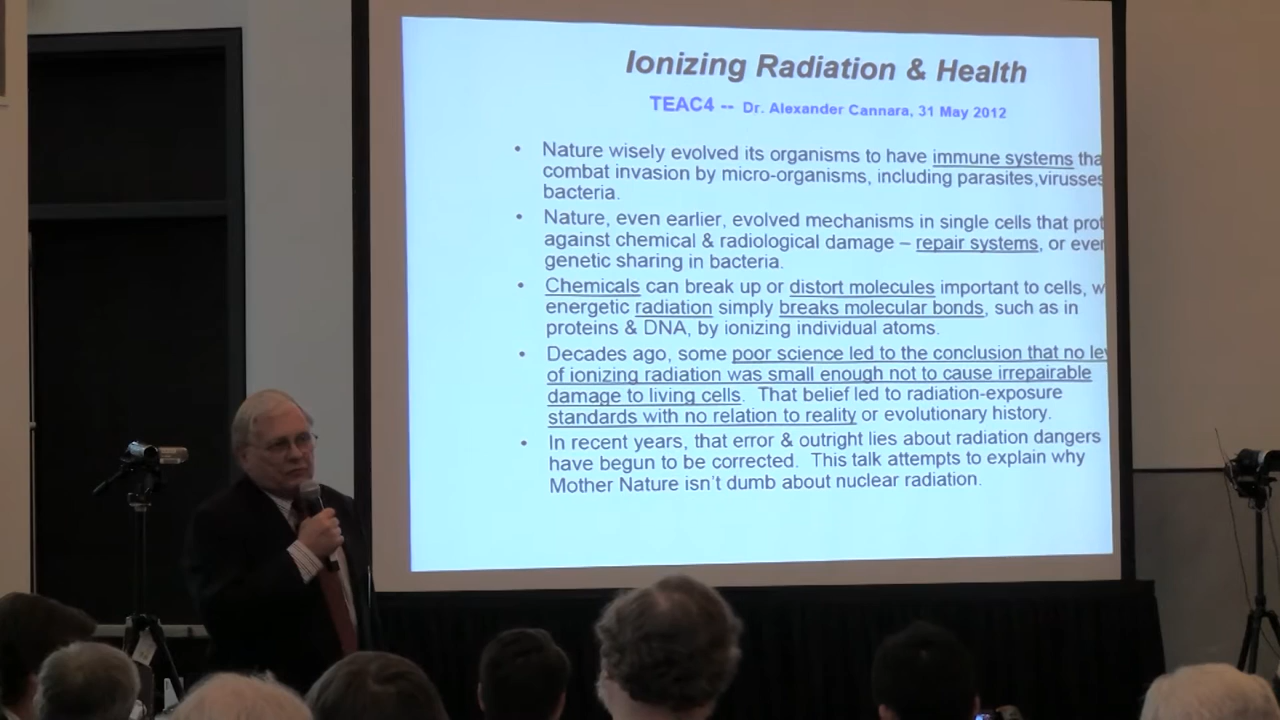 Ionizing Radiation & Health
TEAC4 -- Dr. Alexander Cannara, 31 May 2012
• Nature wisely evolved its organisms to have immune systems tha
combat invasion by micro-organisms, including parasites,virusses
bacteria.
• Nature, even earlier, evolved mechanisms in single cells that prot
against chemical & radiological damage – repair systems, or even
genetic sharing in bacteria.
• Chemicals can break up or distort molecules important to cells, w
energetic radiation simply breaks molecular bonds, such as in
proteins & DNA, by ionizing individual atoms.
• Decades ago, some poor science led to the conclusion that no lev
of ionizing radiation was small enough not to cause irrepairable
damage to living cells. That belief led to radiation-exposure
standards with no relation to reality or evolutionary history.
• In recent years, that error & outright lies about radiation dangers
have begun to be corrected. This talk attempts to explain why
Mother Nature isn't dumb about nuclear radiation.